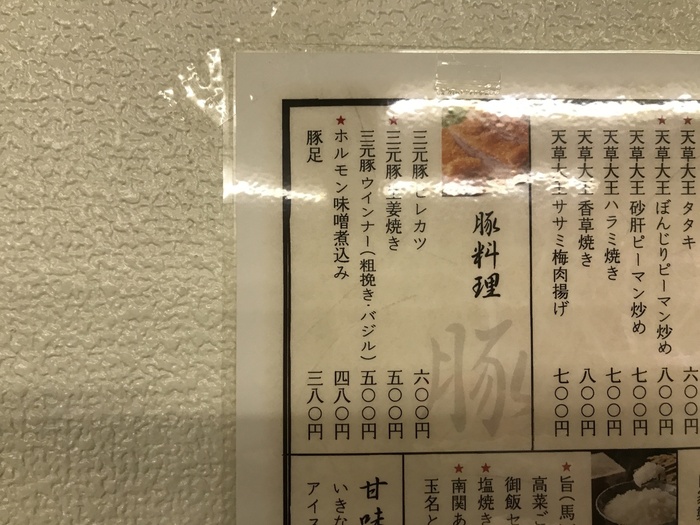 ★天草大王 タタキ 六〇〇円
★天草大王 ぼんじりピーマン炒め 八〇〇円
天草大王 砂肝ピーマン炒め 七〇〇円
天草大王 ハラミ焼き 七〇〇円
天草大王 香草焼き 八〇〇円
天草大王 ササミ梅肉揚げ 七〇〇円
豚料理
豚
三元豚 ヒレカツ 六〇〇円
★三元豚 生姜焼き 五〇〇円
三元豚 ウインナー(粗挽き・バジル) 五〇〇円
★ホルモン味噌煮込み 四八〇円
豚足 三八〇円
★旨(馬
高菜ご
御飯セ
★塩焼き
★南関あ
玉名と
甘味
いきな
アイス